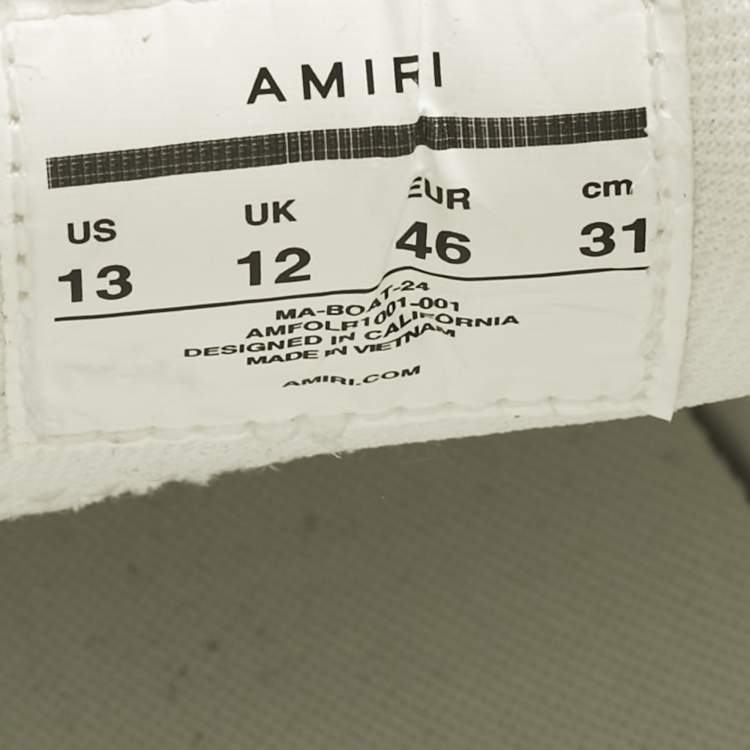 AMIRI
US UK EUR cm
13 12 46 31
MA-BOAT-24
AMFOLR1001-001
DESIGNED IN CALIFORNIA
MADE IN VIETNAM
AMIRI.COM